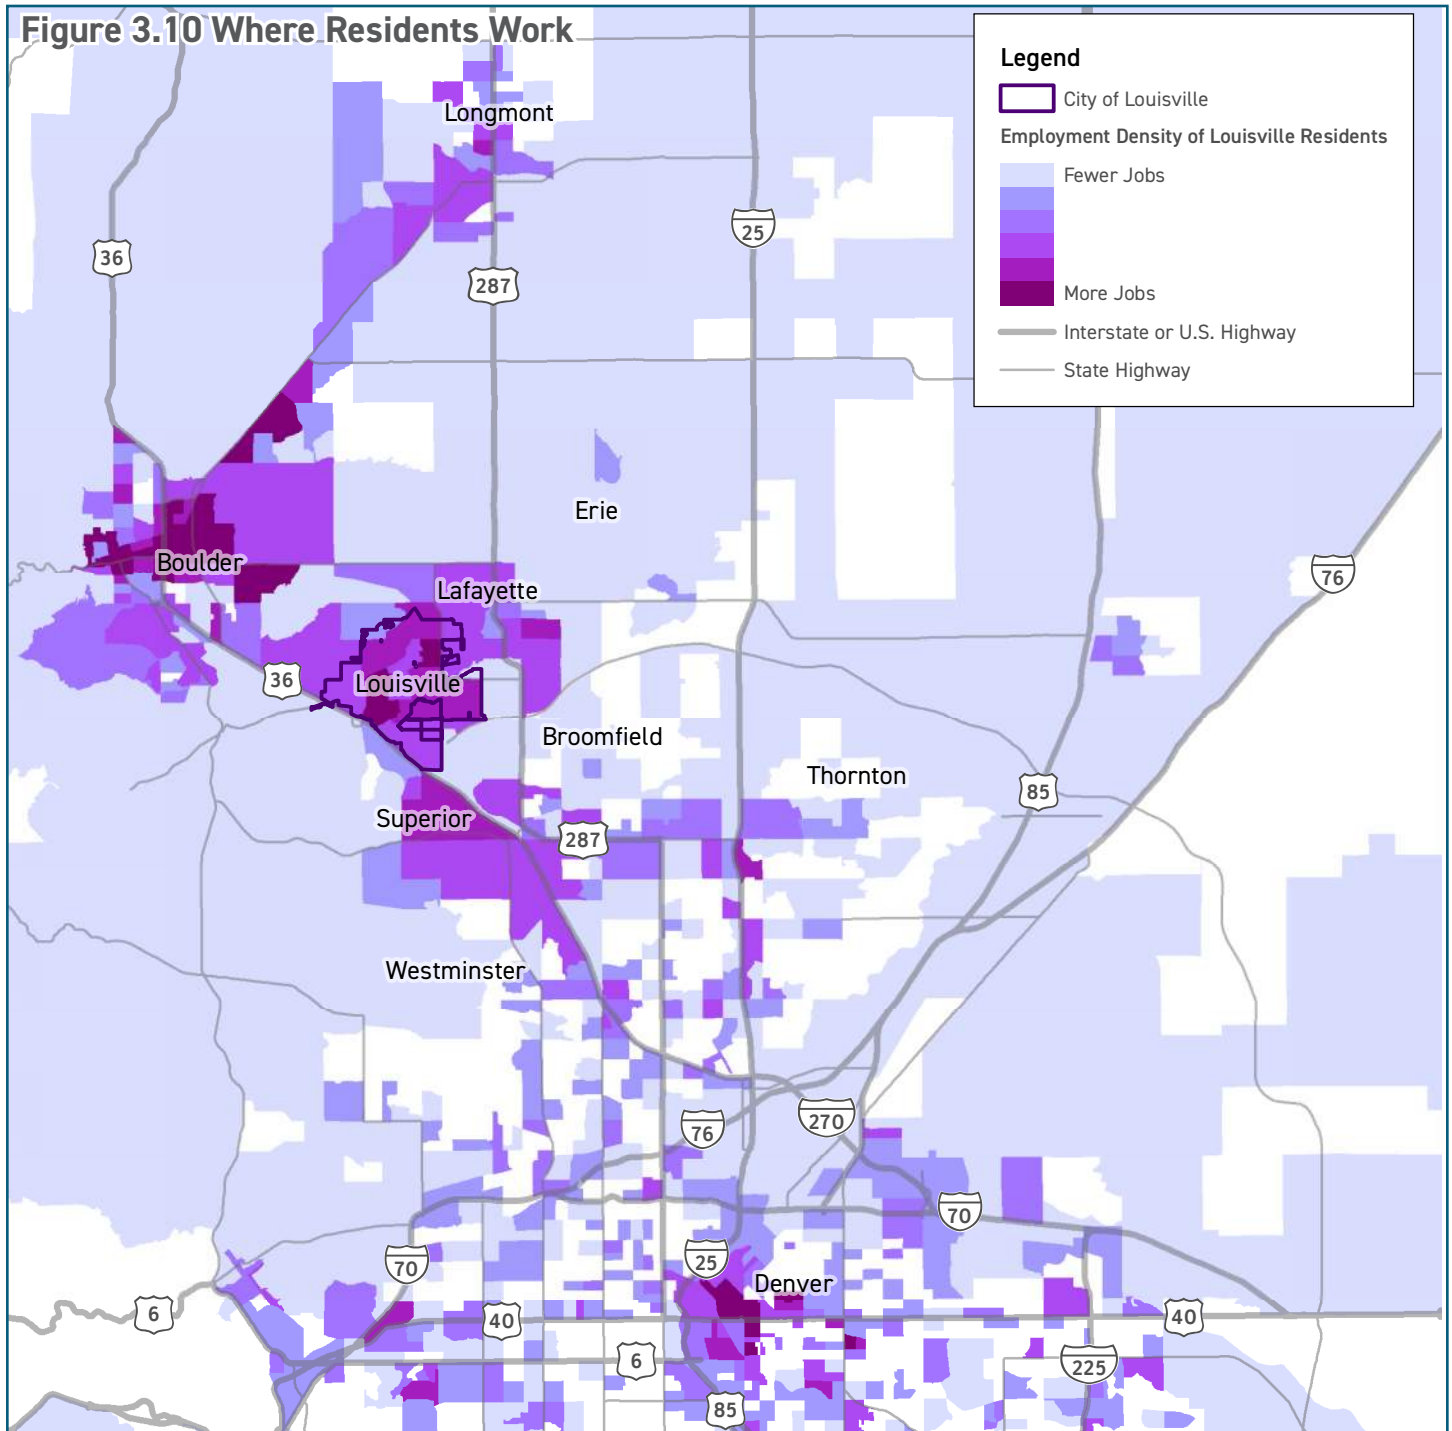 Figure 3.10 Where Residents Work
Legend
City of Louisville
Employment Density of Louisville Residents
Fewer Jobs
More Jobs
Interstate or U.S. Highway
State Highway
Longmont
36
25
287
Erie
Boulder
76
Lafayette
36
Louisville
Broomfield
Thornton
85
Superior
287
Westminster
76
270
70
25
70
Denver
6
40
40
6
225
85